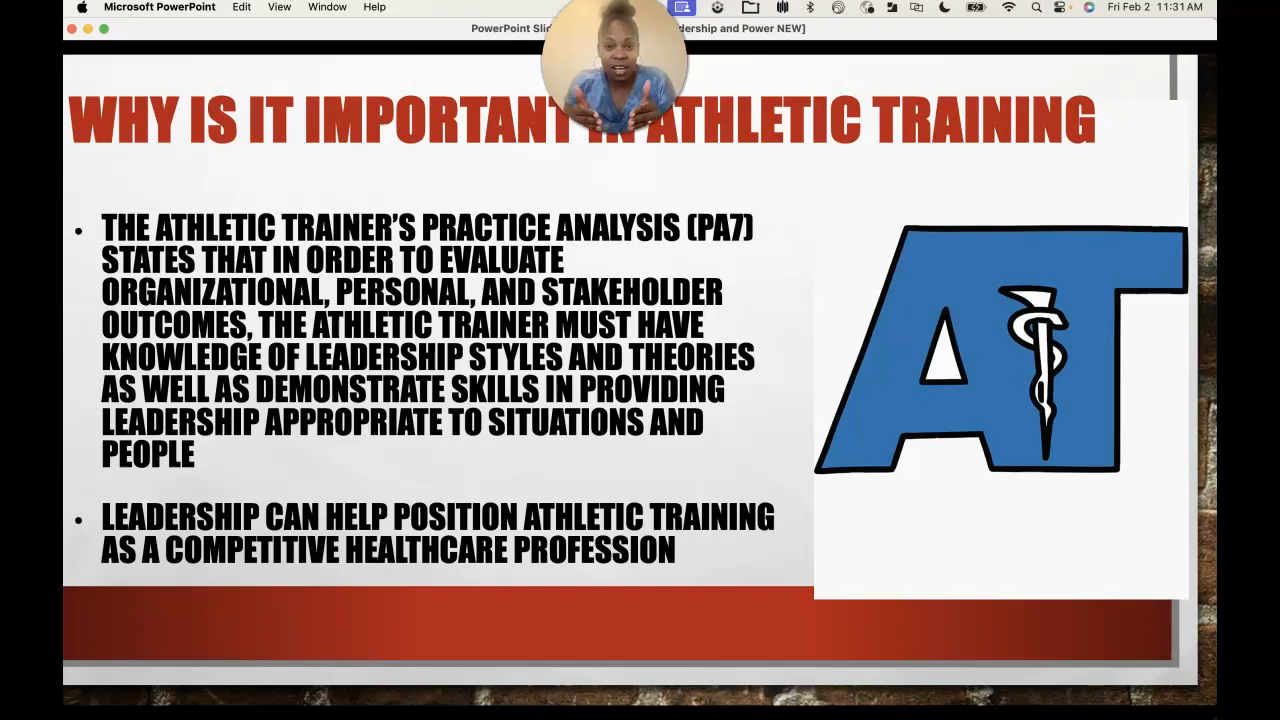 Microsoft PowerPoint Edit View Window Help Fri Feb 2 11:31 AM
PowerPoint dership and Power NEW]
WHY IS IT IMPORTANT IN ATHLETIC TRAINING
• THE ATHLETIC TRAINER'S PRACTICE ANALYSIS (PA7)
STATES THAT IN ORDER TO EVALUATE
ORGANIZATIONAL, PERSONAL, AND STAKEHOLDER
OUTCOMES, THE ATHLETIC TRAINER MUST HAVE
KNOWLEDGE OF LEADERSHIP STYLES AND THEORIES
AS WELL AS DEMONSTRATE SKILLS IN PROVIDING
LEADERSHIP APPROPRIATE TO SITUATIONS AND
PEOPLE
• LEADERSHIP CAN HELP POSITION ATHLETIC TRAINING
AS A COMPETITIVE HEALTHCARE PROFESSION
AT